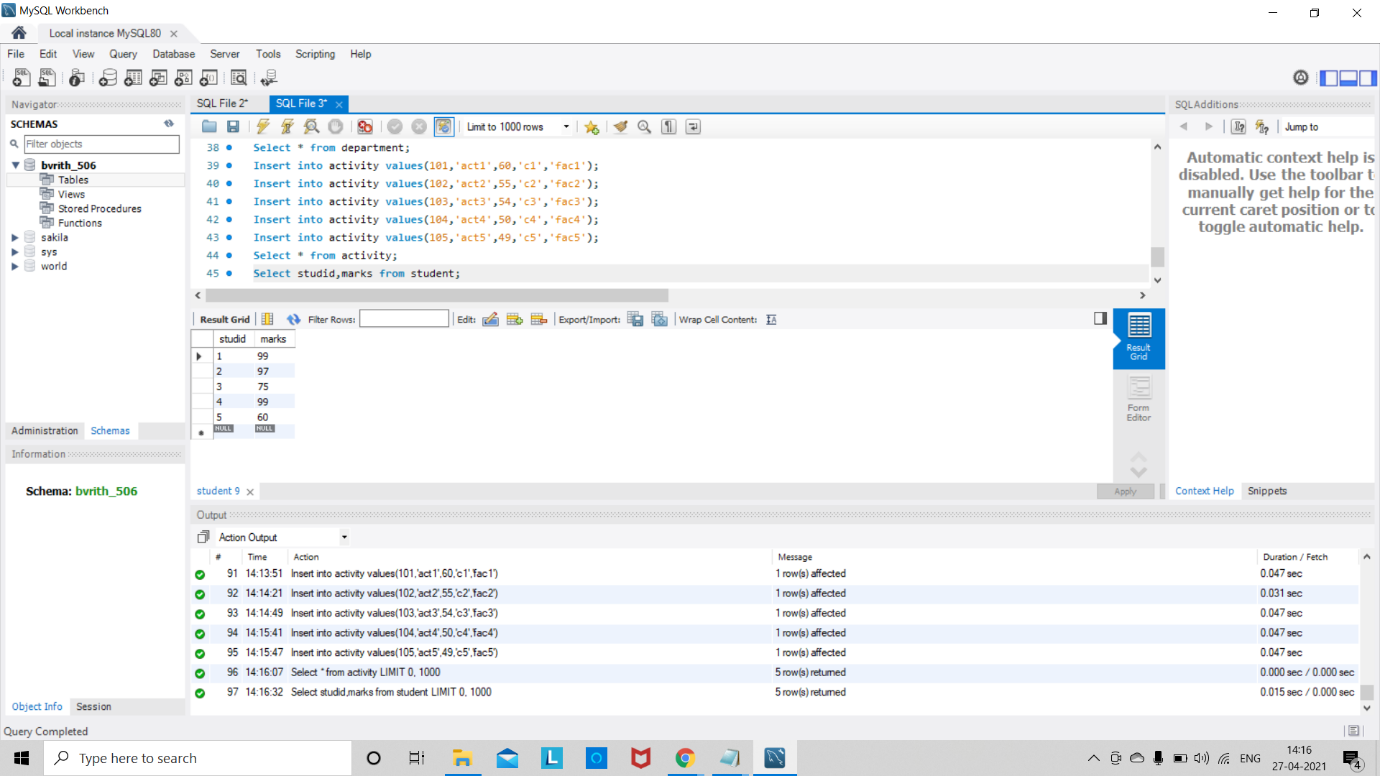 MySQL Workbench
Local instance MySQL80
File Edit View Query Database Server Tools Scripting Help
Navigator
SCHEMAS
Filter objects
bvrith_506
Tables
Views
Stored Procedures
Functions
sakila
sys
world
Administration Schemas
Information
Schema: bvrith_506
Object Info Session
Query Completed
SQL File 2* SQL File 3*
Limit to 1000 rows
38 Select * from department;
39 Insert into activity values(101,'act1',60,'c1','fac1');
40 Insert into activity values(102,'act2',55,'c2','fac2');
41 Insert into activity values(103,'act3',54,'c3','fac3');
42 Insert into activity values(104,'act4',50,'c4','fac4');
43 Insert into activity values(105,'act5',49,'c5','fac5');
44 Select * from activity;
45 Select studid,marks from student;
Result Grid Filter Rows: Edit: Export/Import: Wrap Cell Content:
studid marks
1 99
2 97
3 75
4 99
5 60
NULL NULL
Result
Grid
Form
Editor
student 9
Apply
SQLAdditions
Jump to
Automatic context help is
disabled. Use the toolbar t
manually get help for the
current caret position or to
toggle automatic help.
Context Help Snippets
Output
Action Output
# Time Action Message Duration / Fetch
91 14:13:51 Insert into activity values(101,'act1',60,'c1','fac1') 1 row(s) affected 0.047 sec
92 14:14:21 Insert into activity values(102,'act2',55,'c2','fac2') 1 row(s) affected 0.031 sec
93 14:14:49 Insert into activity values(103,'act3',54,'c3','fac3') 1 row(s) affected 0.047 sec
94 14:15:41 Insert into activity values(104,'act4',50,'c4','fac4') 1 row(s) affected 0.047 sec
95 14:15:47 Insert into activity values(105,'act5',49,'c5','fac5') 1 row(s) affected 0.047 sec
96 14:16:07 Select * from activity LIMIT 0, 1000 5 row(s) returned 0.000 sec / 0.000 sec
97 14:16:32 Select studid,marks from student LIMIT 0, 1000 5 row(s) returned 0.015 sec / 0.000 sec
Type here to search
L
ENG
14:16
27-04-2021
4